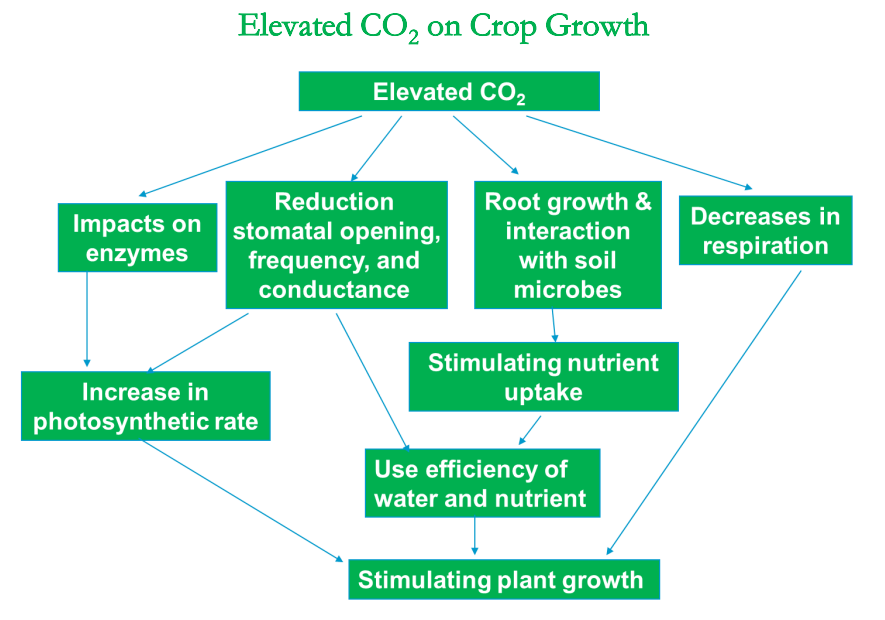 Elevated CO₂ on Crop Growth
Elevated CO₂
Impacts on
enzymes
Reduction
stomatal opening,
frequency, and
conductance
Root growth &
interaction
with soil
microbes
Decreases in
respiration
Stimulating nutrient
uptake
Increase in
photosynthetic rate
Use efficiency of
water and nutrient
Stimulating plant growth